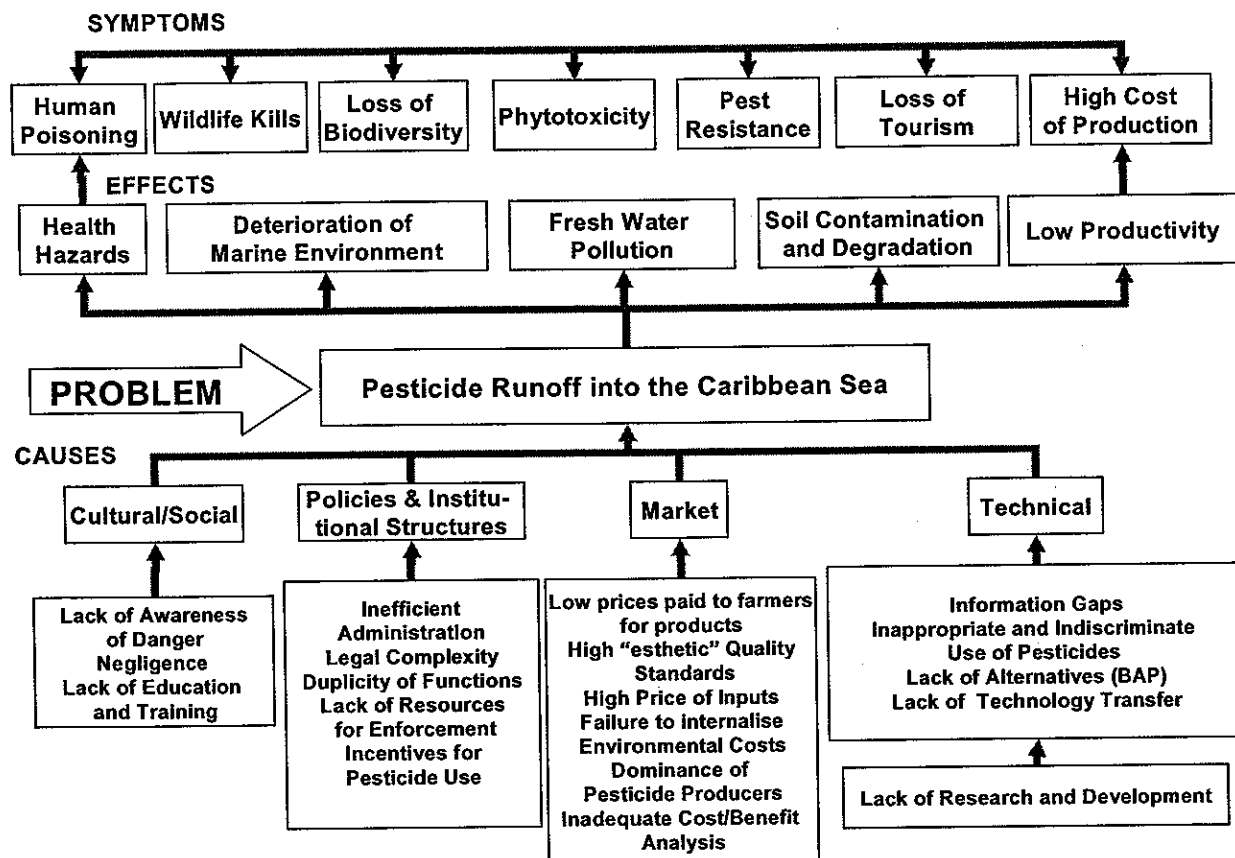 SYMPTOMS
Human
Poisoning
Wildlife Kills
Loss of
Biodiversity
Phytotoxicity
Pest
Resistance
Loss of
Tourism
High Cost
of Production
EFFECTS
Health
Hazards
Deterioration of
Marine Environment
Fresh Water
Pollution
Soil Contamination
and Degradation
Low Productivity
PROBLEM
Pesticide Runoff into the Caribbean Sea
CAUSES
Cultural/Social
Policies & Institu-
tional Structures
Market
Technical
Lack of Awareness
of Danger
Negligence
Lack of Education
and Training
Inefficient
Administration
Legal Complexity
Duplicity of Functions
Lack of Resources
for Enforcement
Incentives for
Pesticide Use
Low prices paid to farmers
for products
High "esthetic" Quality
Standards
High Price of Inputs
Failure to internalise
Environmental Costs
Dominance of
Pesticide Producers
Inadequate Cost/Benefit
Analysis
Information Gaps
Inappropriate and Indiscriminate
Use of Pesticides
Lack of Alternatives (BAP)
Lack of Technology Transfer
Lack of Research and Development